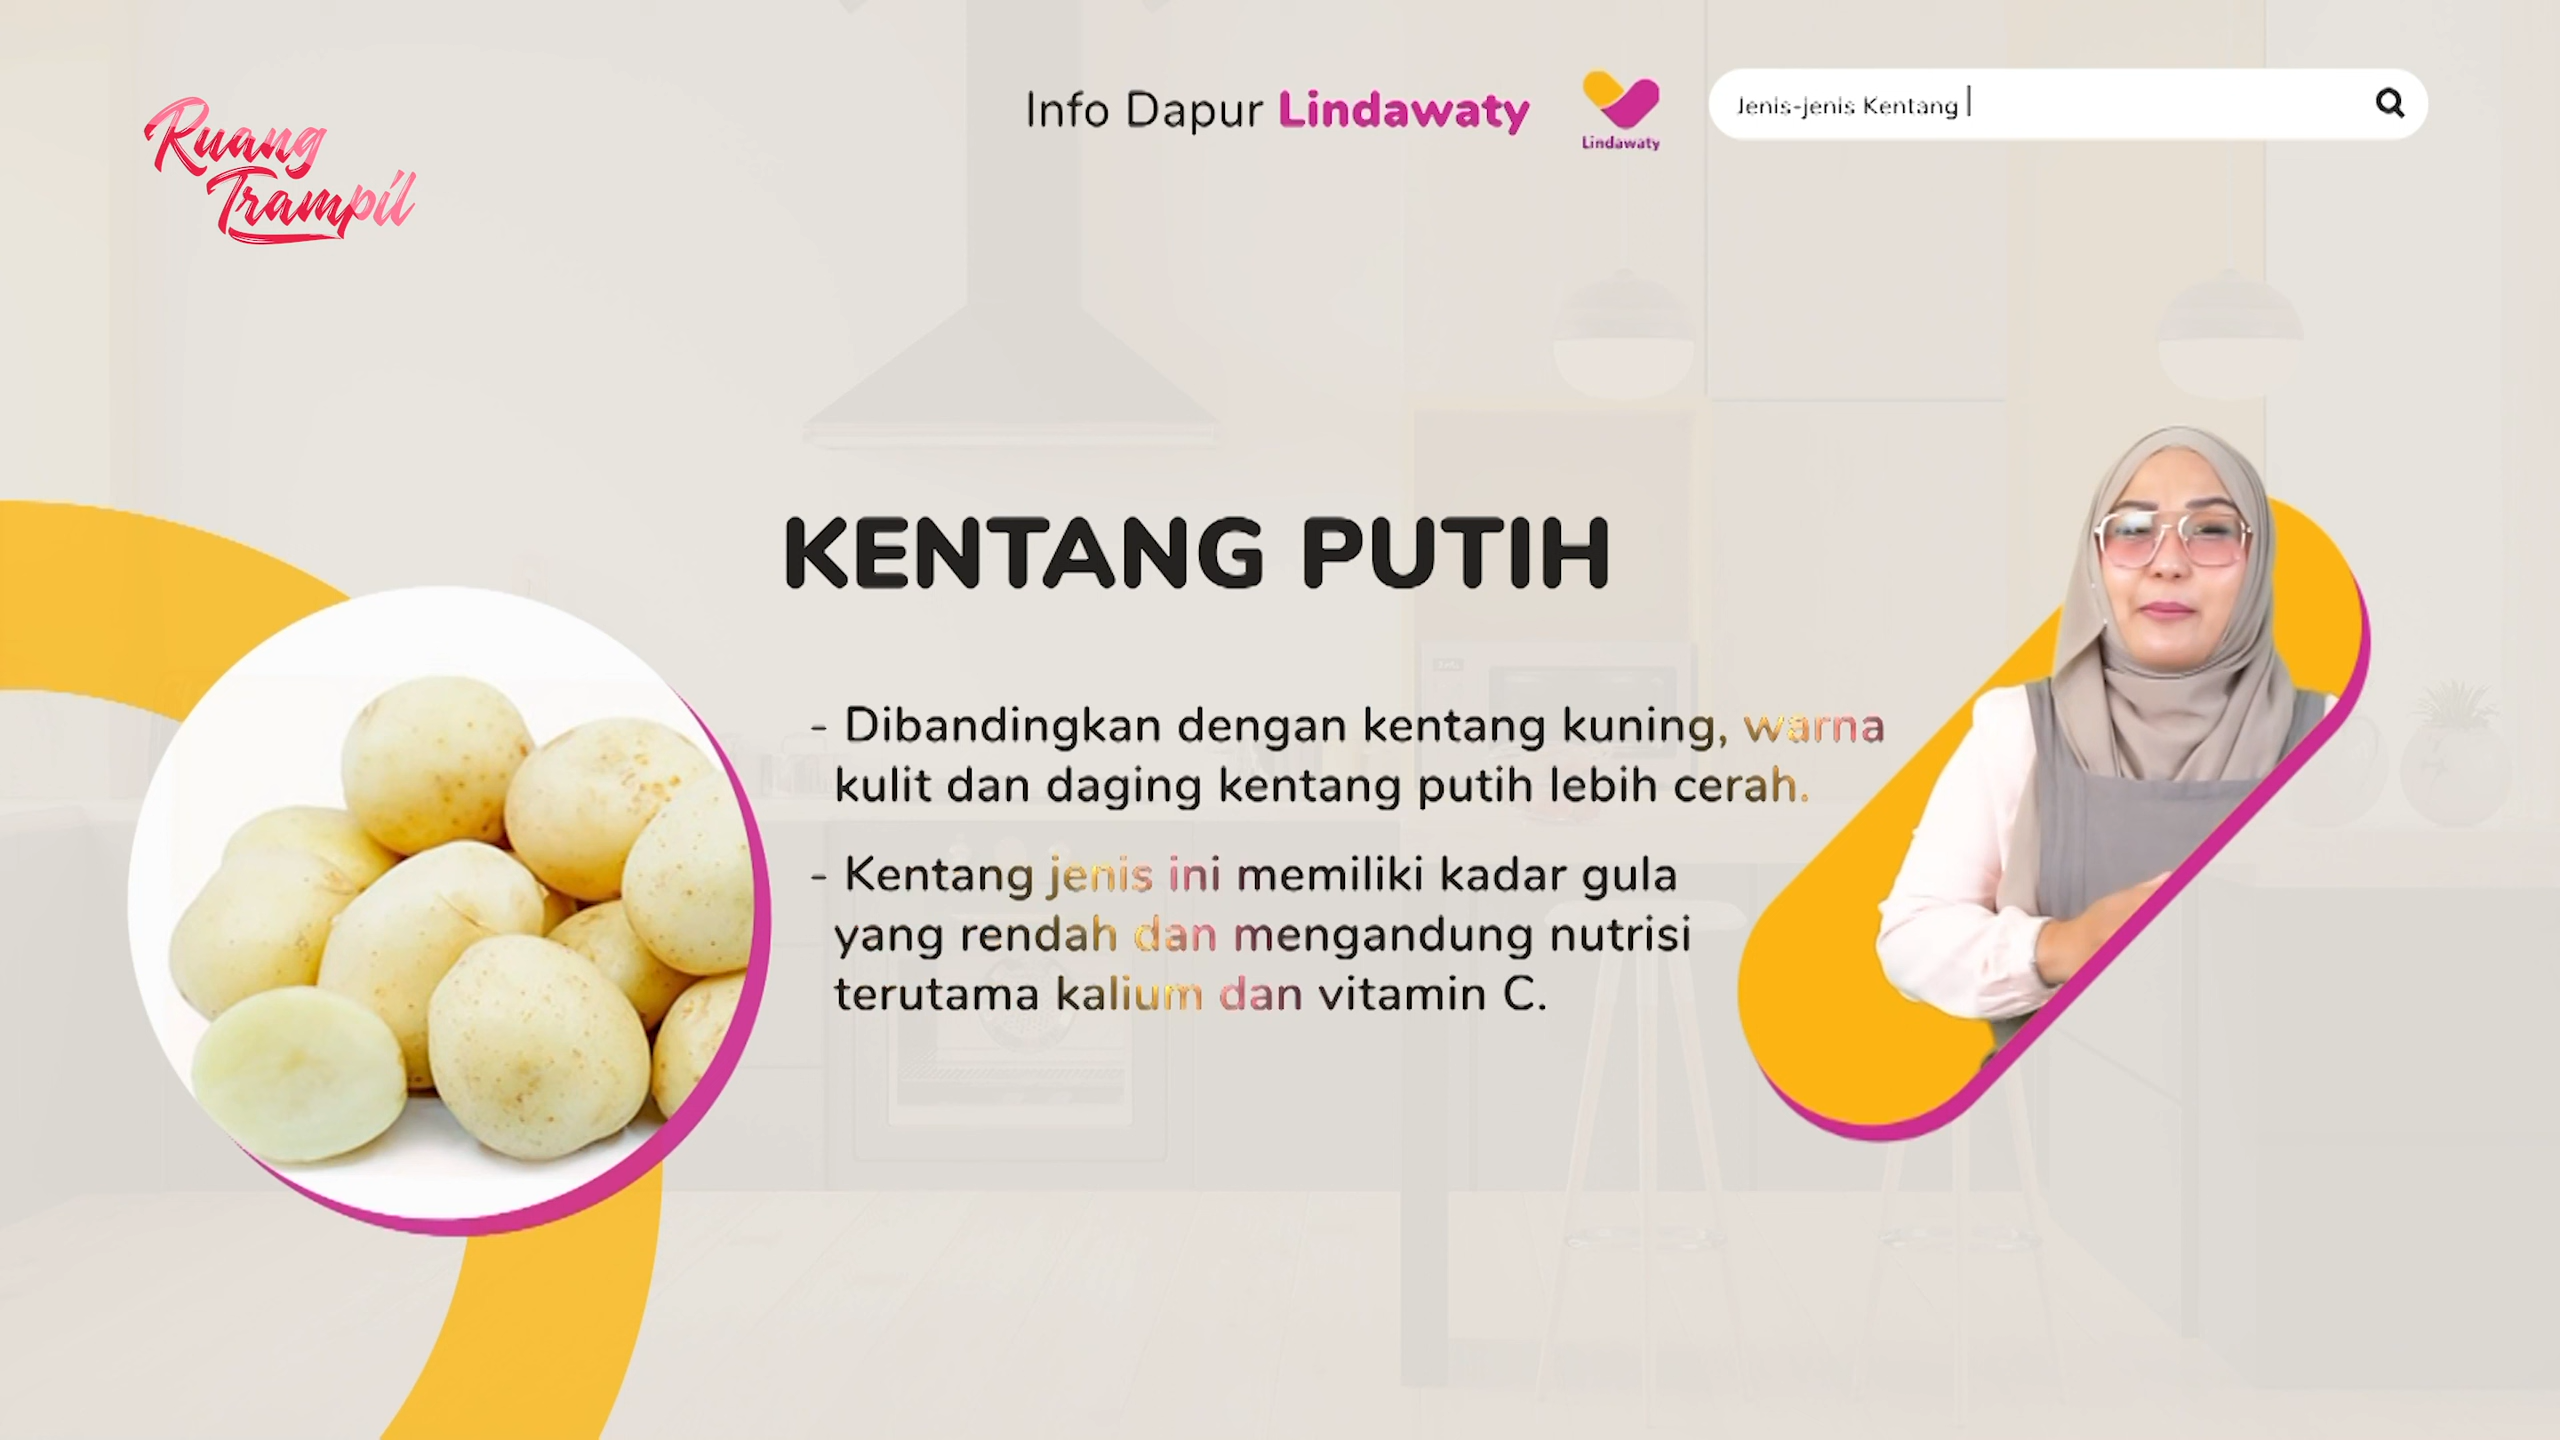 Ruang
Trampil
Info Dapur Lindawaty
Lindawaty
Jenis-jenis Kentang
KENTANG PUTIH
- Dibandingkan dengan kentang kuning, warna
kulit dan daging kentang putih lebih cerah.
- Kentang jenis ini memiliki kadar gula
yang rendah dan mengandung nutrisi
terutama kalium dan vitamin C.